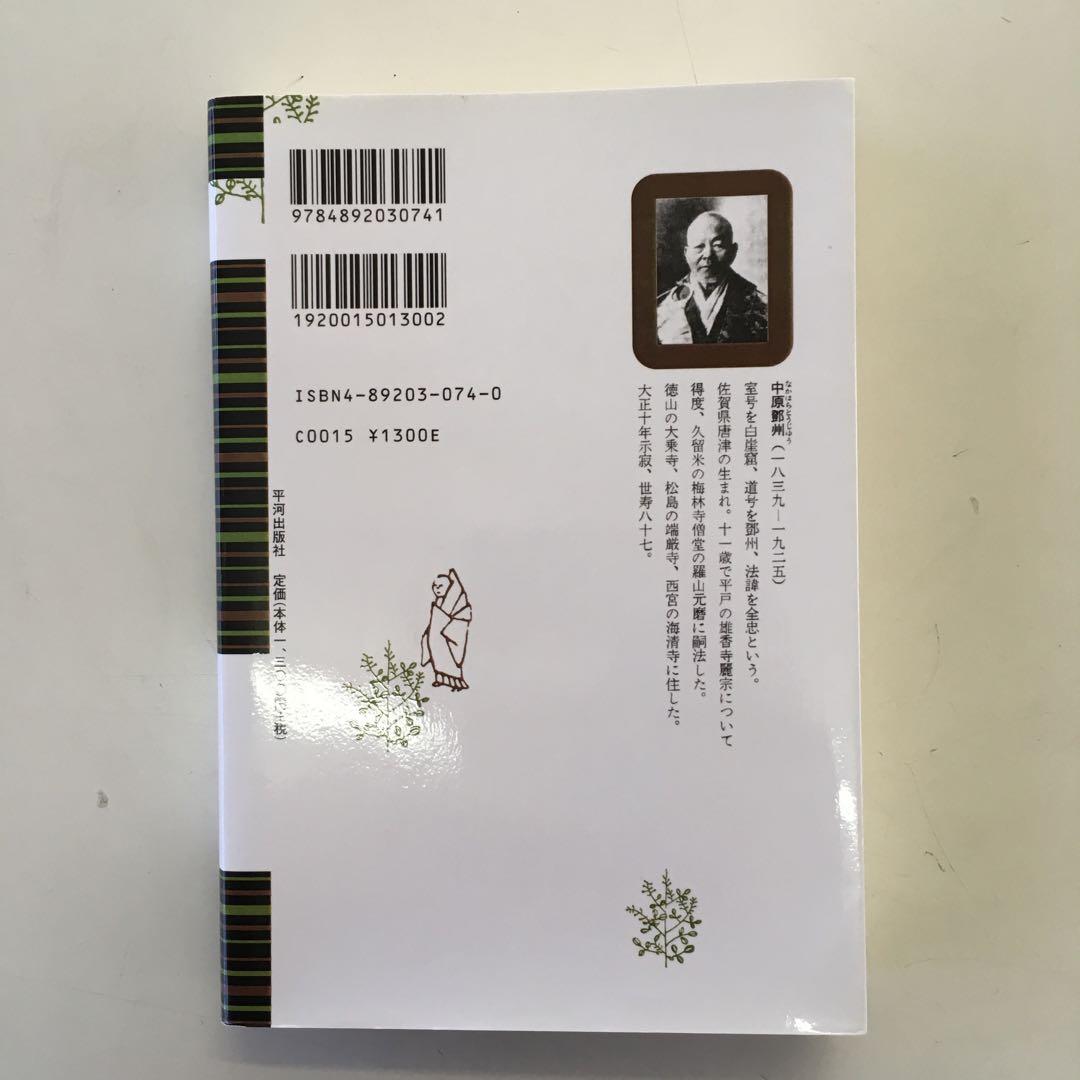 9784892030741
1920015013002
ISBN4-89203-074-0
C0015 ¥1300E
なかはらとうじゅう
中原鄧州(一八三九―一九二五)
室号を白崖窟、道号を鄧州、法諱を全忠という。
佐賀県唐津の生まれ。十一歳で平戸の雄香寺麗宗について
得度、久留米の梅林寺僧堂の羅山元磨に嗣法した。
徳山の大乗寺、松島の端厳寺、西宮の海清寺に住した。
大正十年示寂、世寿八十七。
平河出版社 定価(本体一、三〇〇円+税)